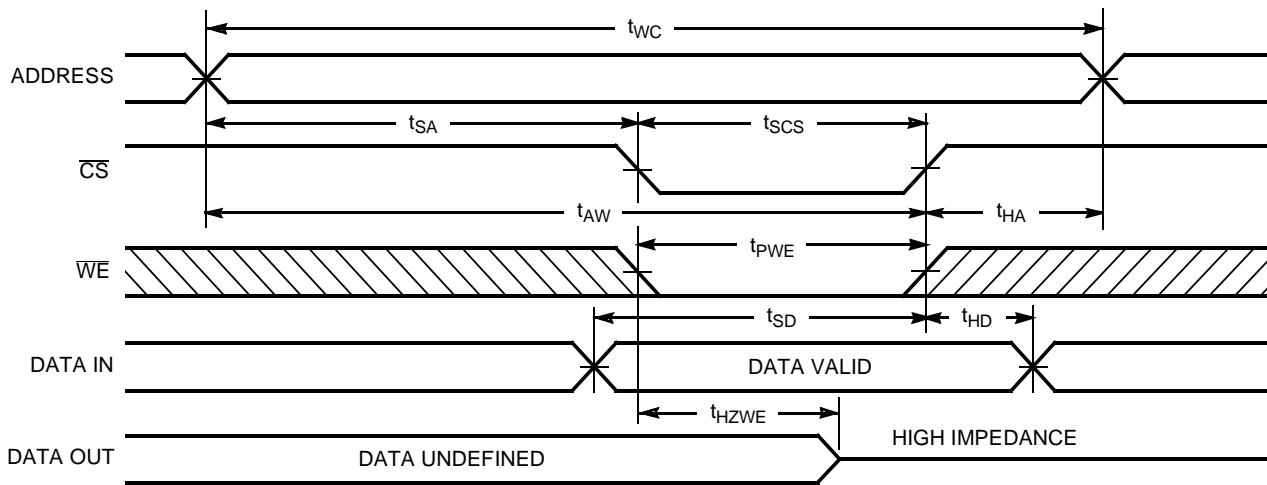 tWC
ADDRESS
tSA
tSCS
CS
tAW
tHA
tPWE
WE
tSD
tHD
DATA IN
DATA VALID
tHZWE
HIGH IMPEDANCE
DATA OUT
DATA UNDEFINED